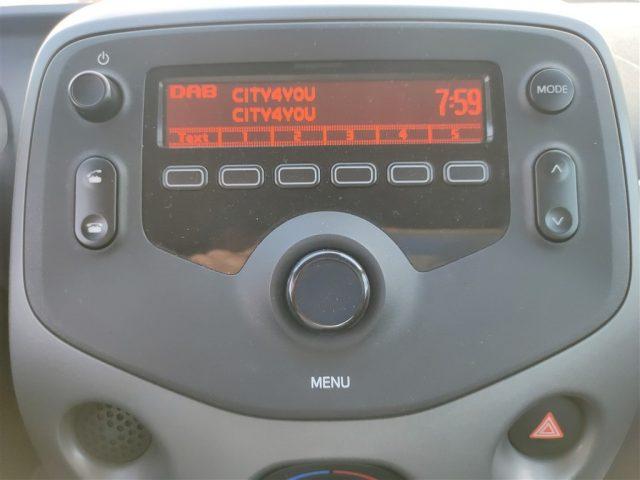 DAB CITY4YOU 7:59
CITY4YOU
Text 1 2 3 4 5
MODE
MENU